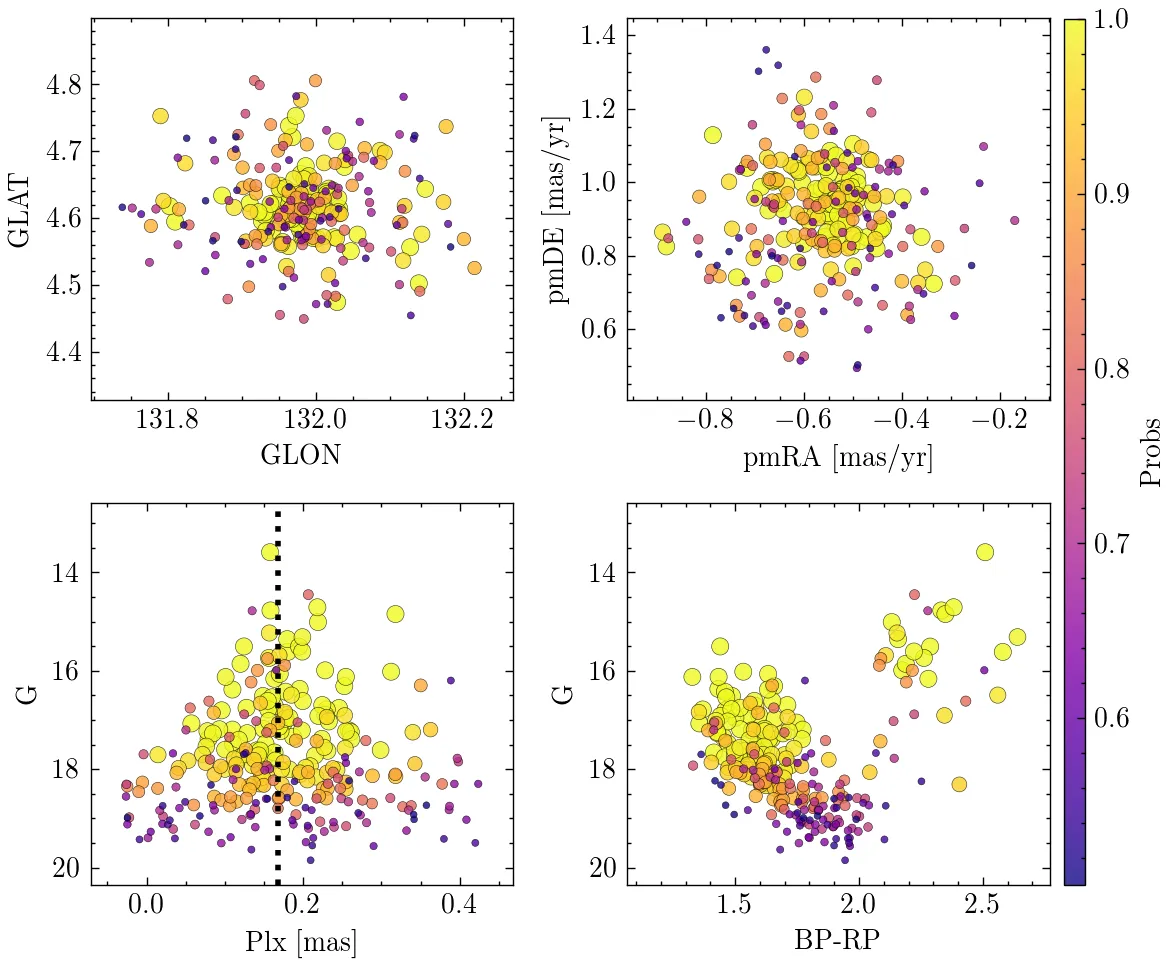 4.8
4.7
4.6
4.5
4.4
GLAT
131.8 132.0 132.2
GLON
1.4
1.2
1.0
0.8
0.6
pmDE [mas/yr]
−0.8 −0.6 −0.4 −0.2
pmRA [mas/yr]
14
16
18
20
G
0.0 0.2 0.4
Plx [mas]
14
16
18
20
G
1.5 2.0 2.5
BP-RP
1.0
0.9
0.8
0.7
0.6
Probs